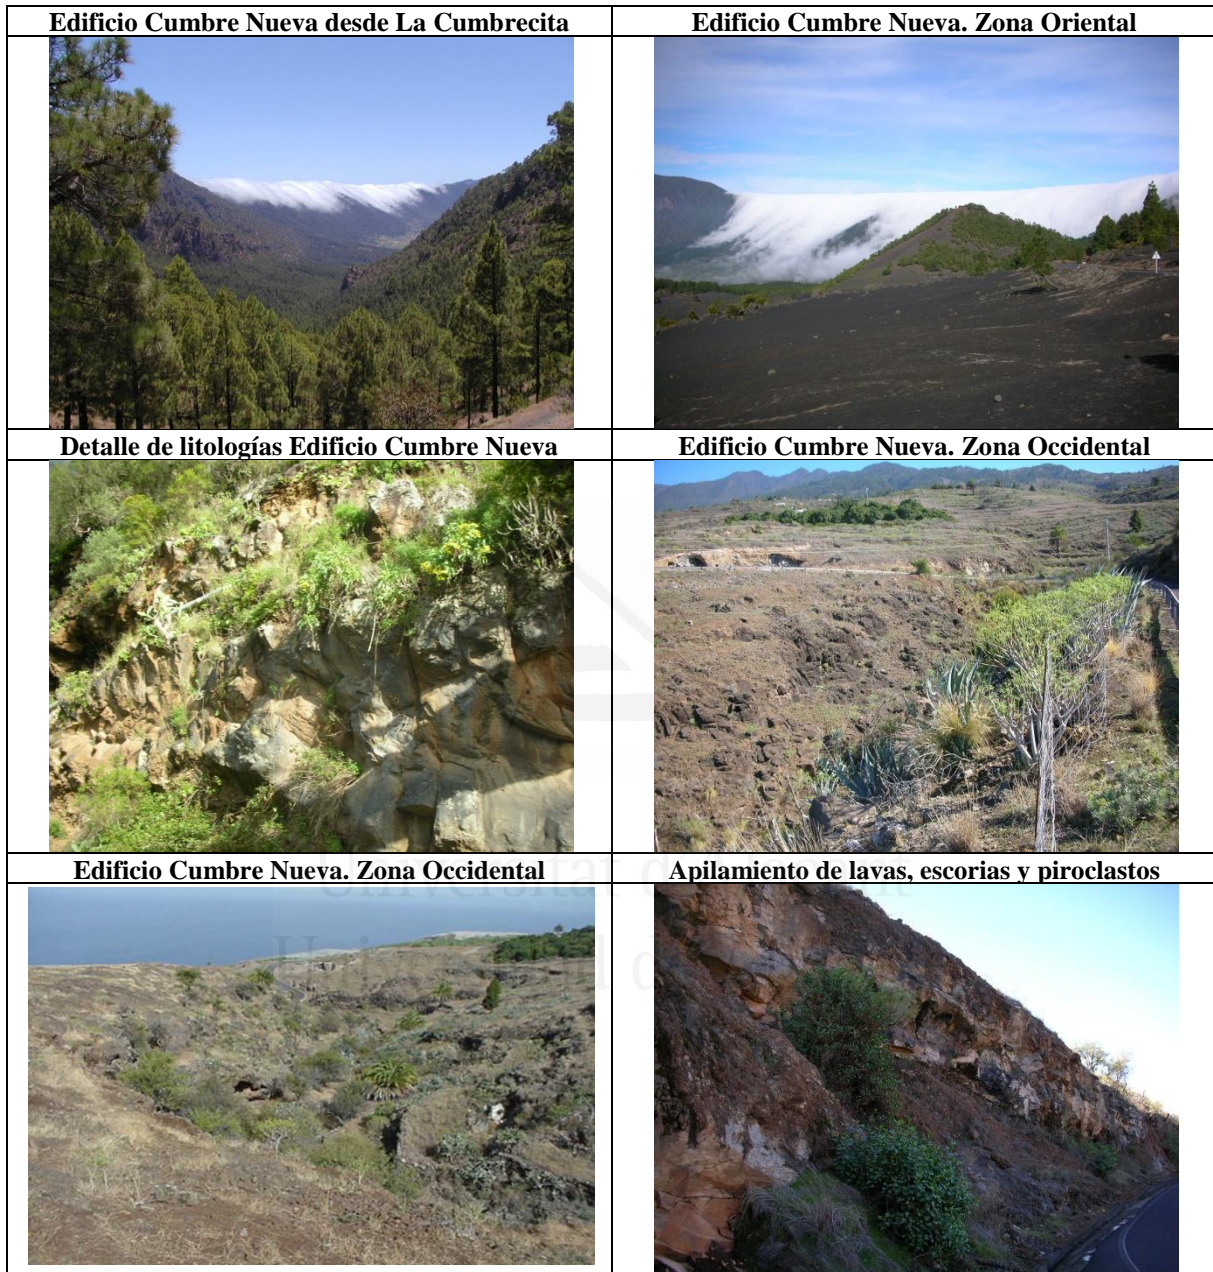 Edificio Cumbre Nueva desde La Cumbrecita
Edificio Cumbre Nueva. Zona Oriental
Detalle de litologías Edificio Cumbre Nueva
Edificio Cumbre Nueva. Zona Occidental
Edificio Cumbre Nueva. Zona Occidental
Apilamiento de lavas, escorias y piroclastos